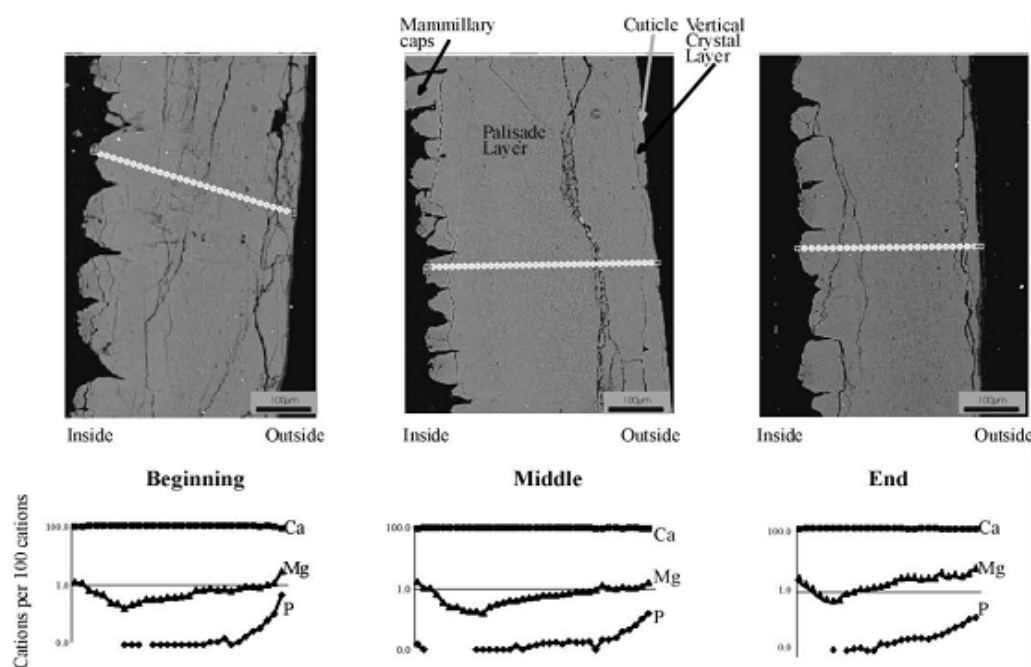 Mammillary
caps
Cuticle
Vertical
Crystal
Layer
Palisade
Layer
100µm
100µm
100µm
Inside
Outside
Inside
Outside
Inside
Outside
Beginning
Middle
End
Cations per 100 cations
100.0
Ca
Mg
1.0
P
0.0
100.0
Ca
Mg
1.0
P
0.0
100.0
Ca
Mg
1.0
P
0.0